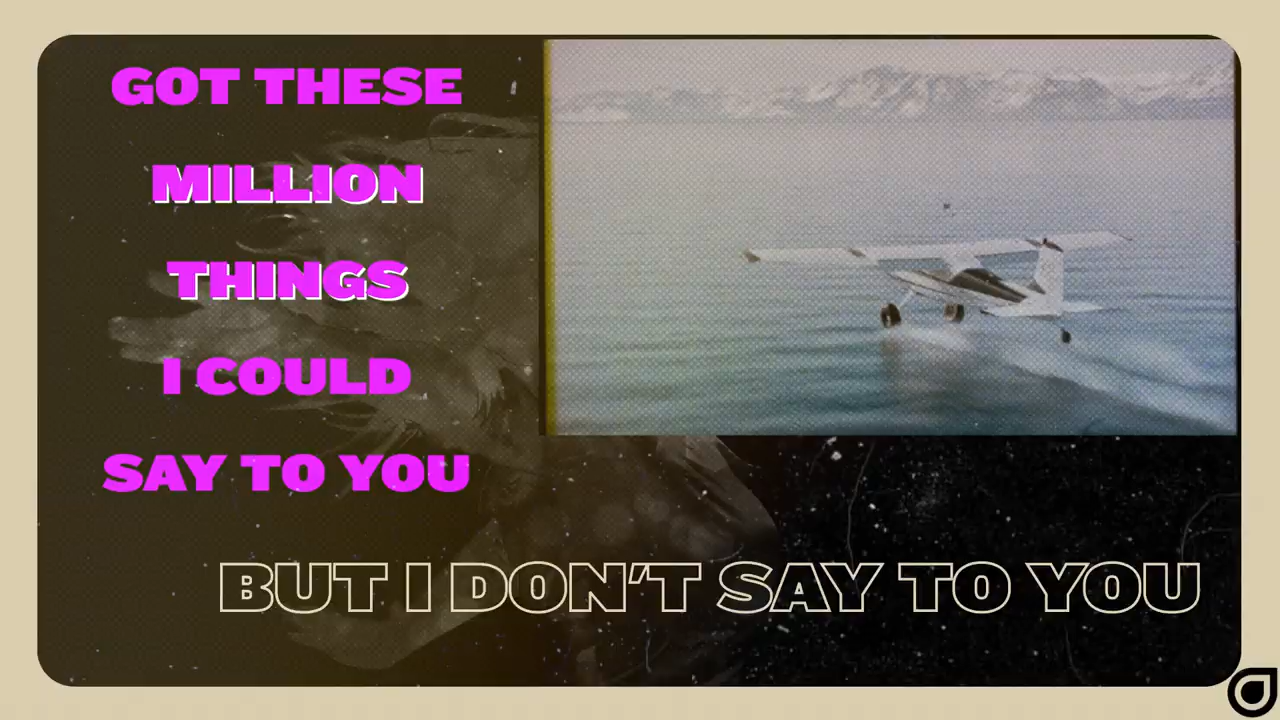 GOT THESE
MILLION
THINGS
I COULD
SAY TO YOU
BUT I DON'T SAY TO YOU